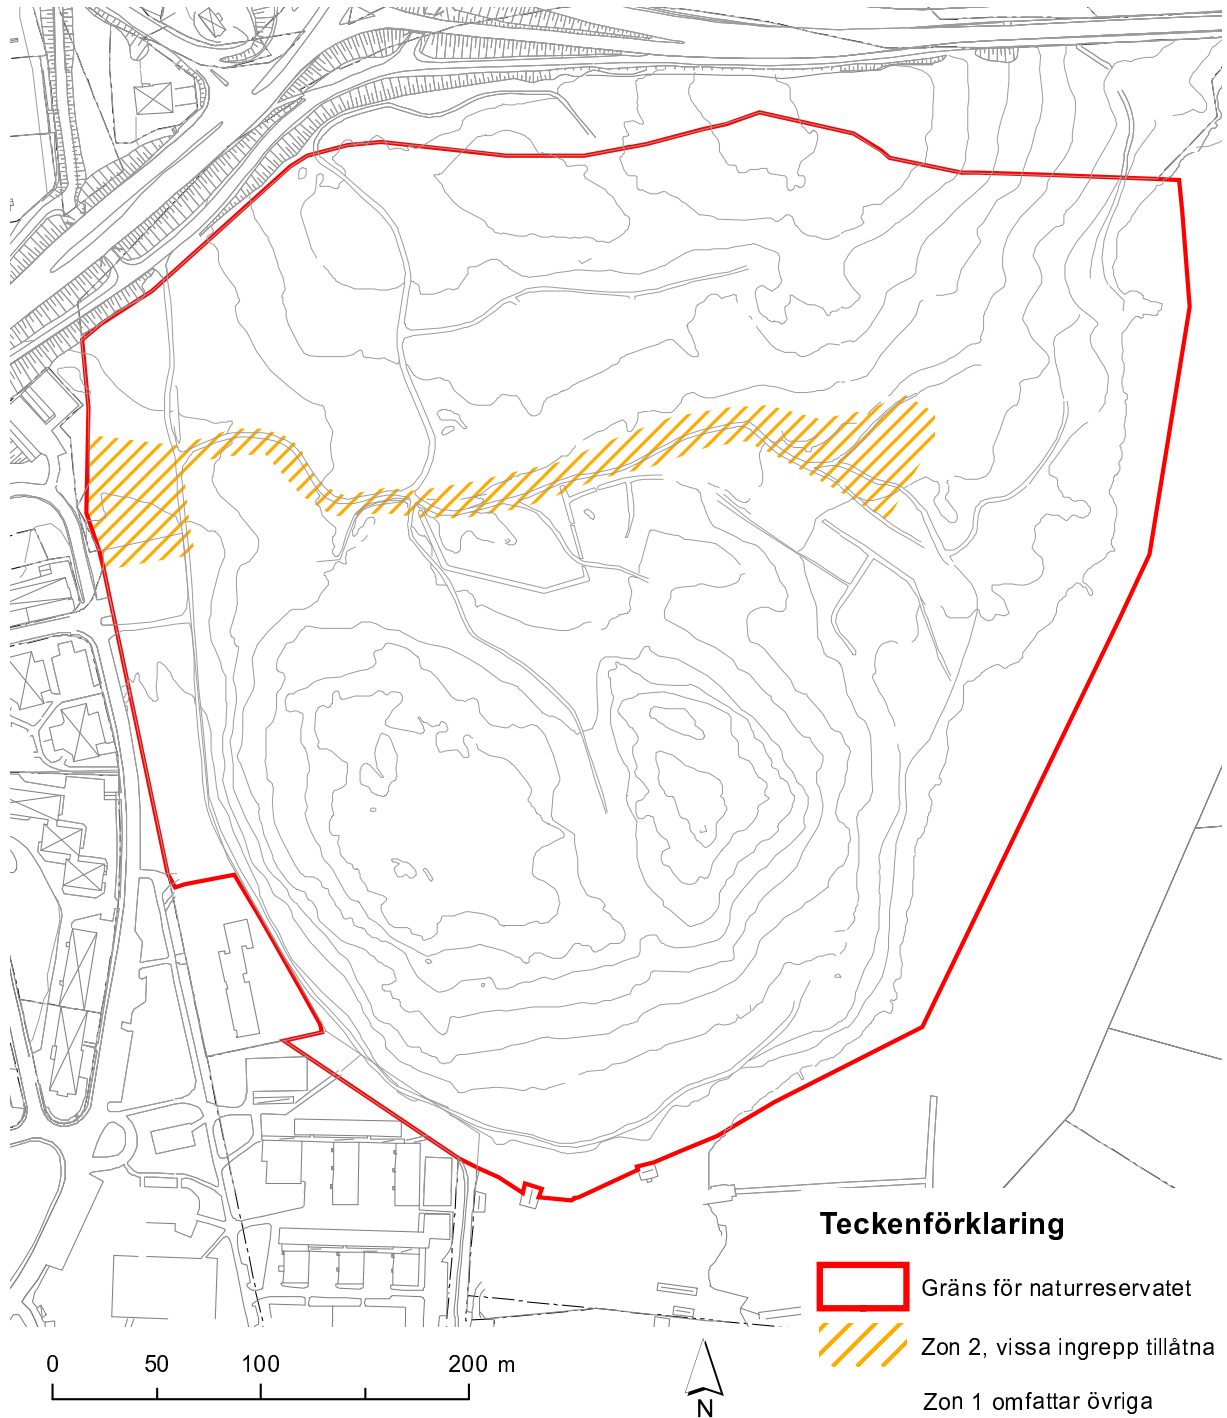 Teckenförklaring
Gräns för naturreservatet
Zon 2, vissa ingrepp tillåtna
Zon 1 omfattar övriga
0 50 100 200 m
N